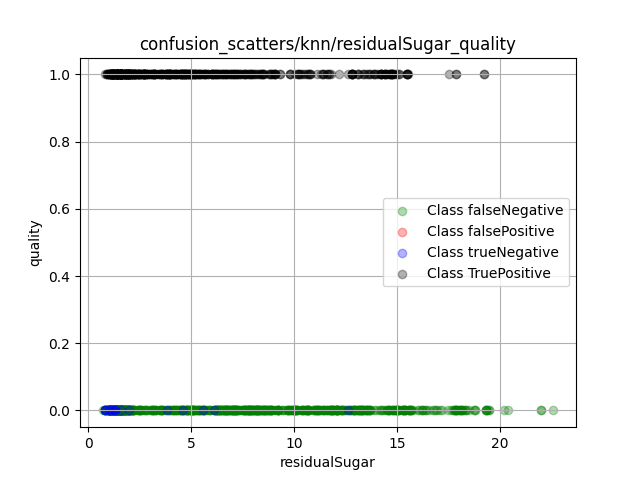 confusion_scatters/knn/residualSugar_quality
1.0
0.8
0.6
0.4
0.2
0.0
quality
Class falseNegative
Class falsePositive
Class trueNegative
Class TruePositive
0
5
10
15
20
residualSugar